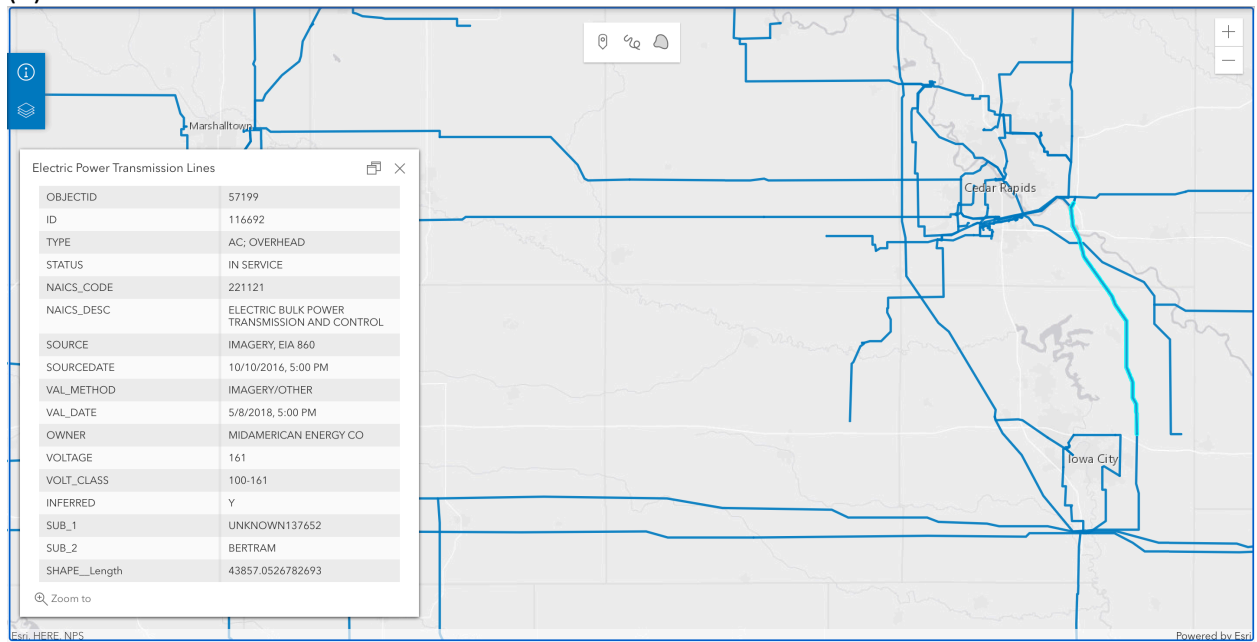 Marshalltown
Electric Power Transmission Lines
OBJECTID 57199
ID 116692
TYPE AC; OVERHEAD
STATUS IN SERVICE
NAICS_CODE 221121
NAICS_DESC ELECTRIC BULK POWER
TRANSMISSION AND CONTROL
SOURCE IMAGERY, EIA 860
SOURCEDATE 10/10/2016, 5:00 PM
VAL_METHOD IMAGERY/OTHER
VAL_DATE 5/8/2018, 5:00 PM
OWNER MIDAMERICAN ENERGY CO
VOLTAGE 161
VOLT_CLASS 100-161
INFERRED Y
SUB_1 UNKNOWN137652
SUB_2 BERTRAM
SHAPE__Length 43857.0526782693
Zoom to
Cedar Rapids
Iowa City
Esri, HERE, NPS
Powered by Esri